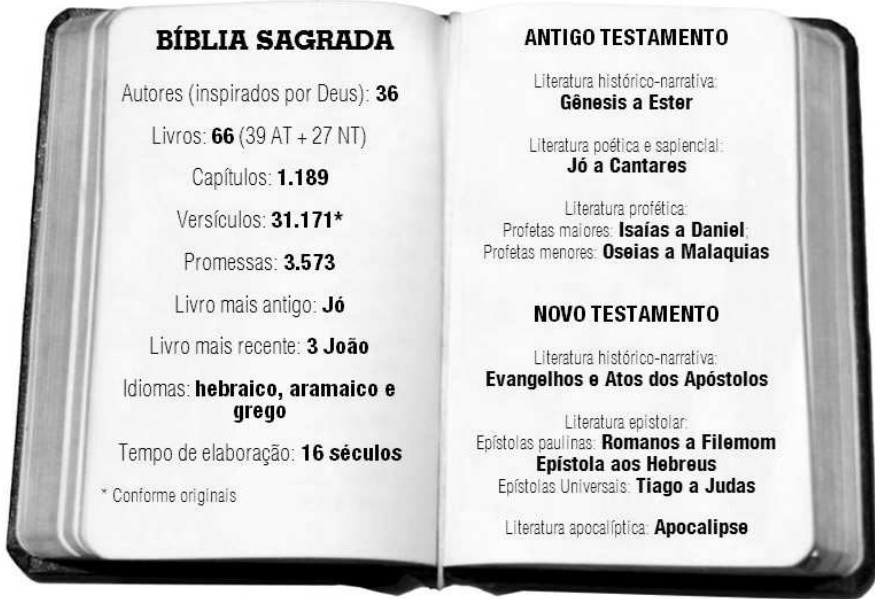 BÍBLIA SAGRADA
Autores (inspirados por Deus): 36
Livros: 66 (39 AT + 27 NT)
Capítulos: 1.189
Versículos: 31.171*
Promessas: 3.573
Livro mais antigo: Jó
Livro mais recente: 3 João
Idiomas: hebraico, aramaico e
grego
Tempo de elaboração: 16 séculos
* Conforme originais
ANTIGO TESTAMENTO
Literatura histórico-narrativa:
Gênesis a Ester
Literatura poética e sapiencial:
Jó a Cantares
Literatura profética:
Profetas maiores: Isaías a Daniel;
Profetas menores: Oseias a Malaquias
NOVO TESTAMENTO
Literatura histórico-narrativa:
Evangelhos e Atos dos Apóstolos
Literatura epistolar:
Epístolas paulinas: Romanos a Filemom
Epístola aos Hebreus
Epístolas Universais: Tiago a Judas
Literatura apocalíptica: Apocalipse